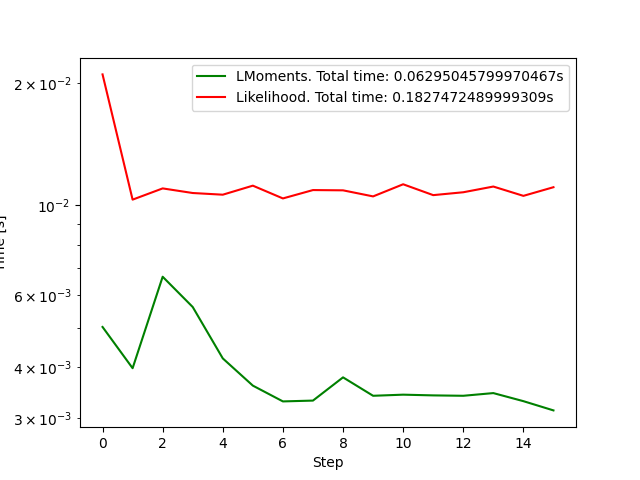 LMoments. Total time: 0.06295045799970467s
Likelihood. Total time: 0.1827472489999309s
2 × 10⁻²
10⁻²
6 × 10⁻³
4 × 10⁻³
3 × 10⁻³
[s]
0 2 4 6 8 10 12 14
Step